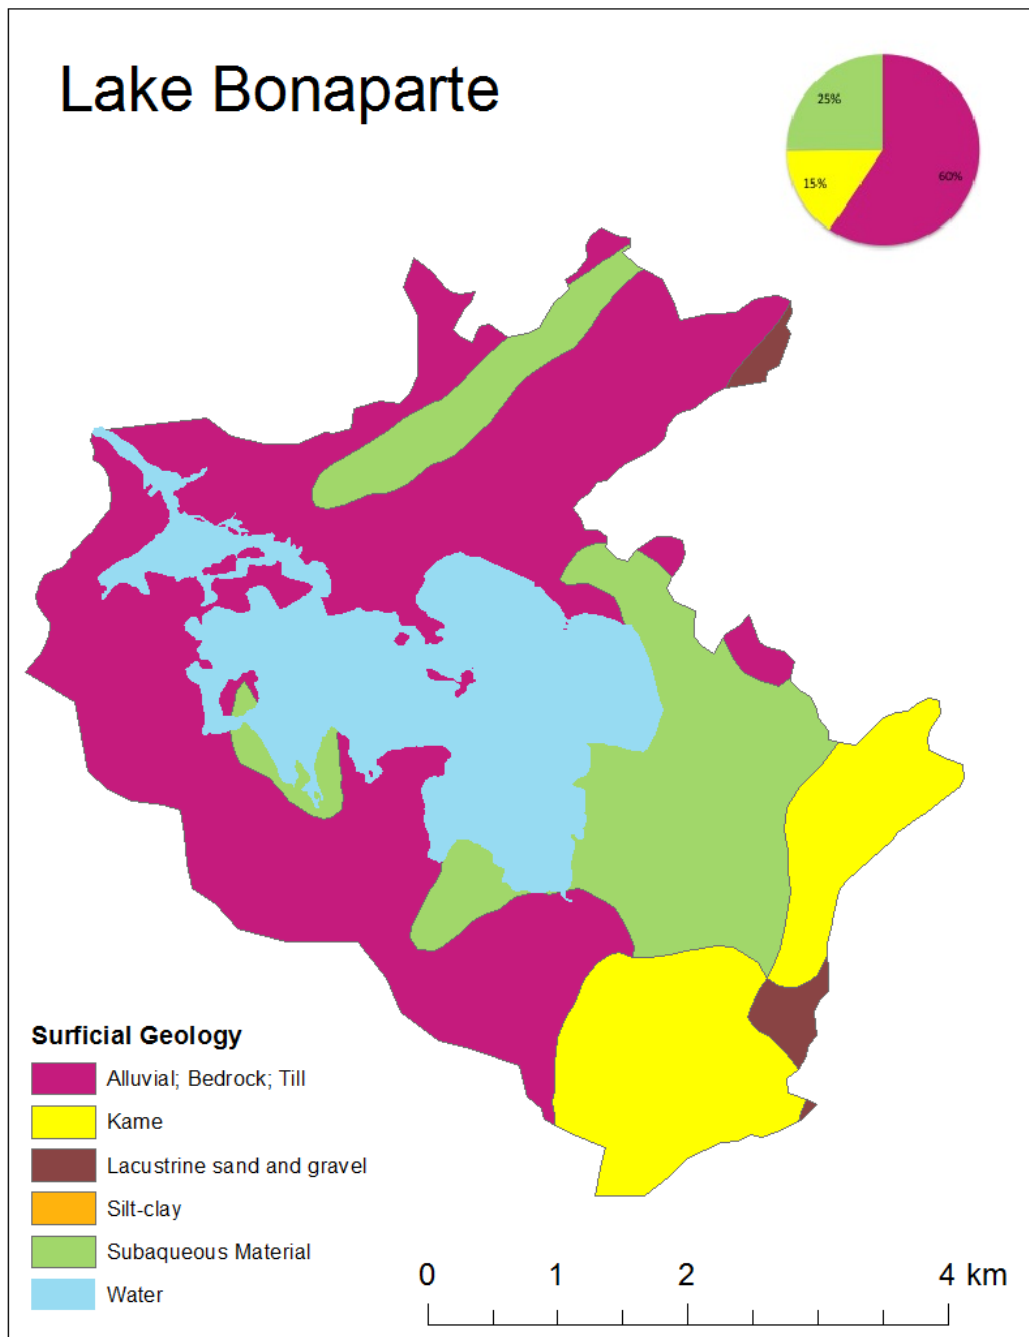 Lake Bonaparte
25%
15%
60%
Surficial Geology
Alluvial; Bedrock; Till
Kame
Lacustrine sand and gravel
Silt-clay
Subaqueous Material
Water
0 1 2 4 km